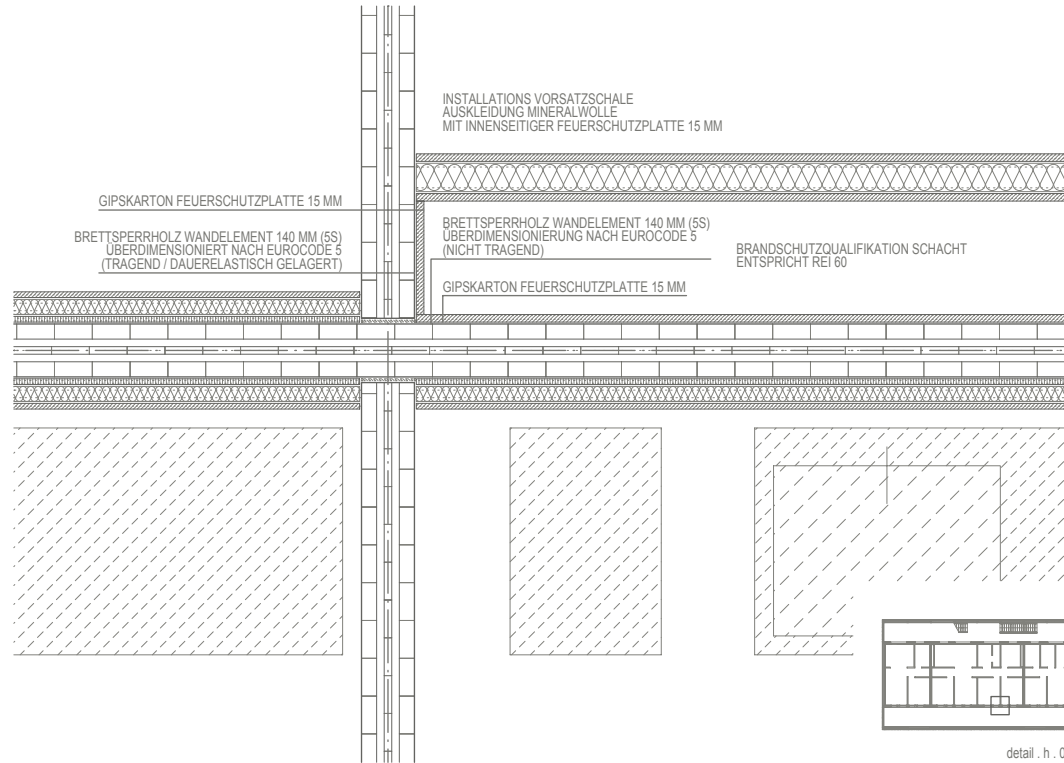 INSTALLATIONS VORSATZSCHALE
AUSKLEIDUNG MINERALWOLLE
MIT INNENSEITIGER FEUERSCHUTZPLATTE 15 MM
GIPSKARTON FEUERSCHUTZPLATTE 15 MM
BRETTSPERRHOLZ WANDELEMENT 140 MM (5S)
ÜBERDIMENSIONIERT NACH EUROCODE 5
(TRAGEND / DAUERELASTISCH GELAGERT)
BRETTSPERRHOLZ WANDELEMENT 140 MM (5S)
ÜBERDIMENSIONIERUNG NACH EUROCODE 5
(NICHT TRAGEND)
BRANDSCHUTZQUALIFIKATION SCHACHT
ENTSPRICHT REI 60
GIPSKARTON FEUERSCHUTZPLATTE 15 MM
detail . h . 0